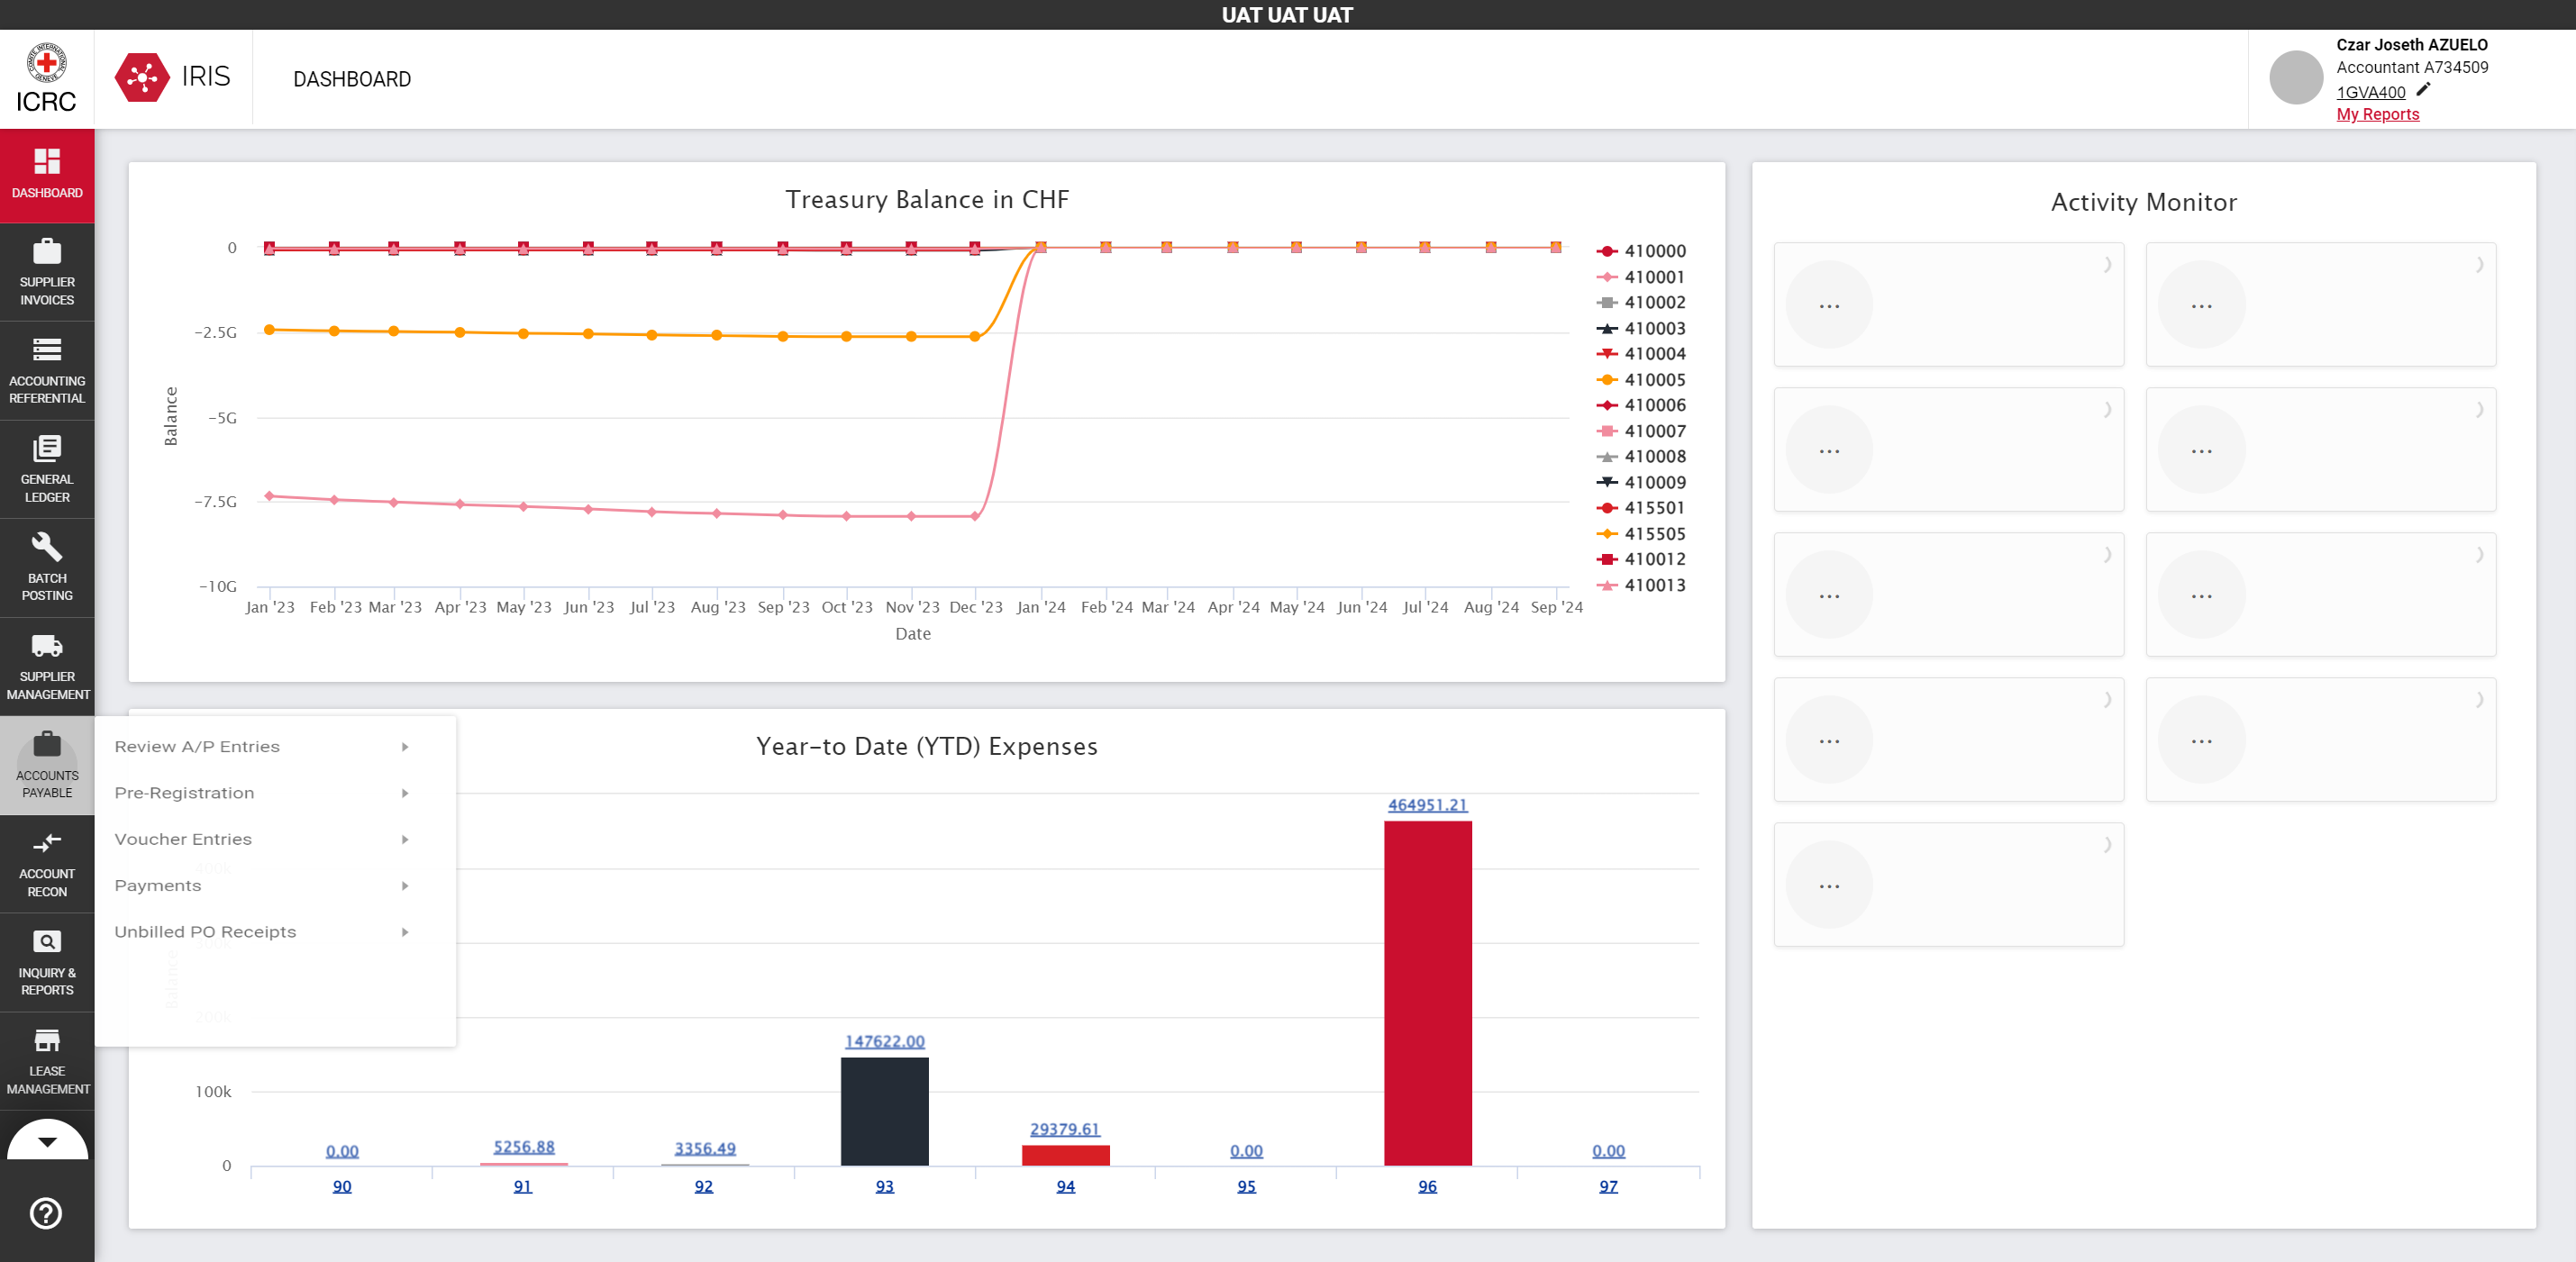 UAT UAT UAT
ICRC
IRIS
DASHBOARD
Czar Joseth AZUELO
Accountant A734509
1GVA400
My Reports
DASHBOARD
SUPPLIER
INVOICES
ACCOUNTING
REFERENTIAL
GENERAL
LEDGER
BATCH
POSTING
SUPPLIER
MANAGEMENT
ACCOUNTS
PAYABLE
ACCOUNT
RECON
INQUIRY &
REPORTS
LEASE
MANAGEMENT
Review A/P Entries
Pre-Registration
Voucher Entries
Payments
Unbilled PO Receipts
Treasury Balance in CHF
Balance
0
−2.5G
−5G
−7.5G
−10G
Jan '23 Feb '23 Mar '23 Apr '23 May '23 Jun '23 Jul '23 Aug '23 Sep '23 Oct '23 Nov '23 Dec '23 Jan '24 Feb '24 Mar '24 Apr '24 May '24 Jun '24 Jul '24 Aug '24 Sep '24
Date
410000
410001
410002
410003
410004
410005
410006
410007
410008
410009
415501
415505
410012
410013
Year-to Date (YTD) Expenses
400k
Balance
200k
100k
0
0.00
5256.88
3356.49
147622.00
29379.61
0.00
464951.21
0.00
90 91 92 93 94 95 96 97
Activity Monitor
...
...
...
...
...
...
...
...
...